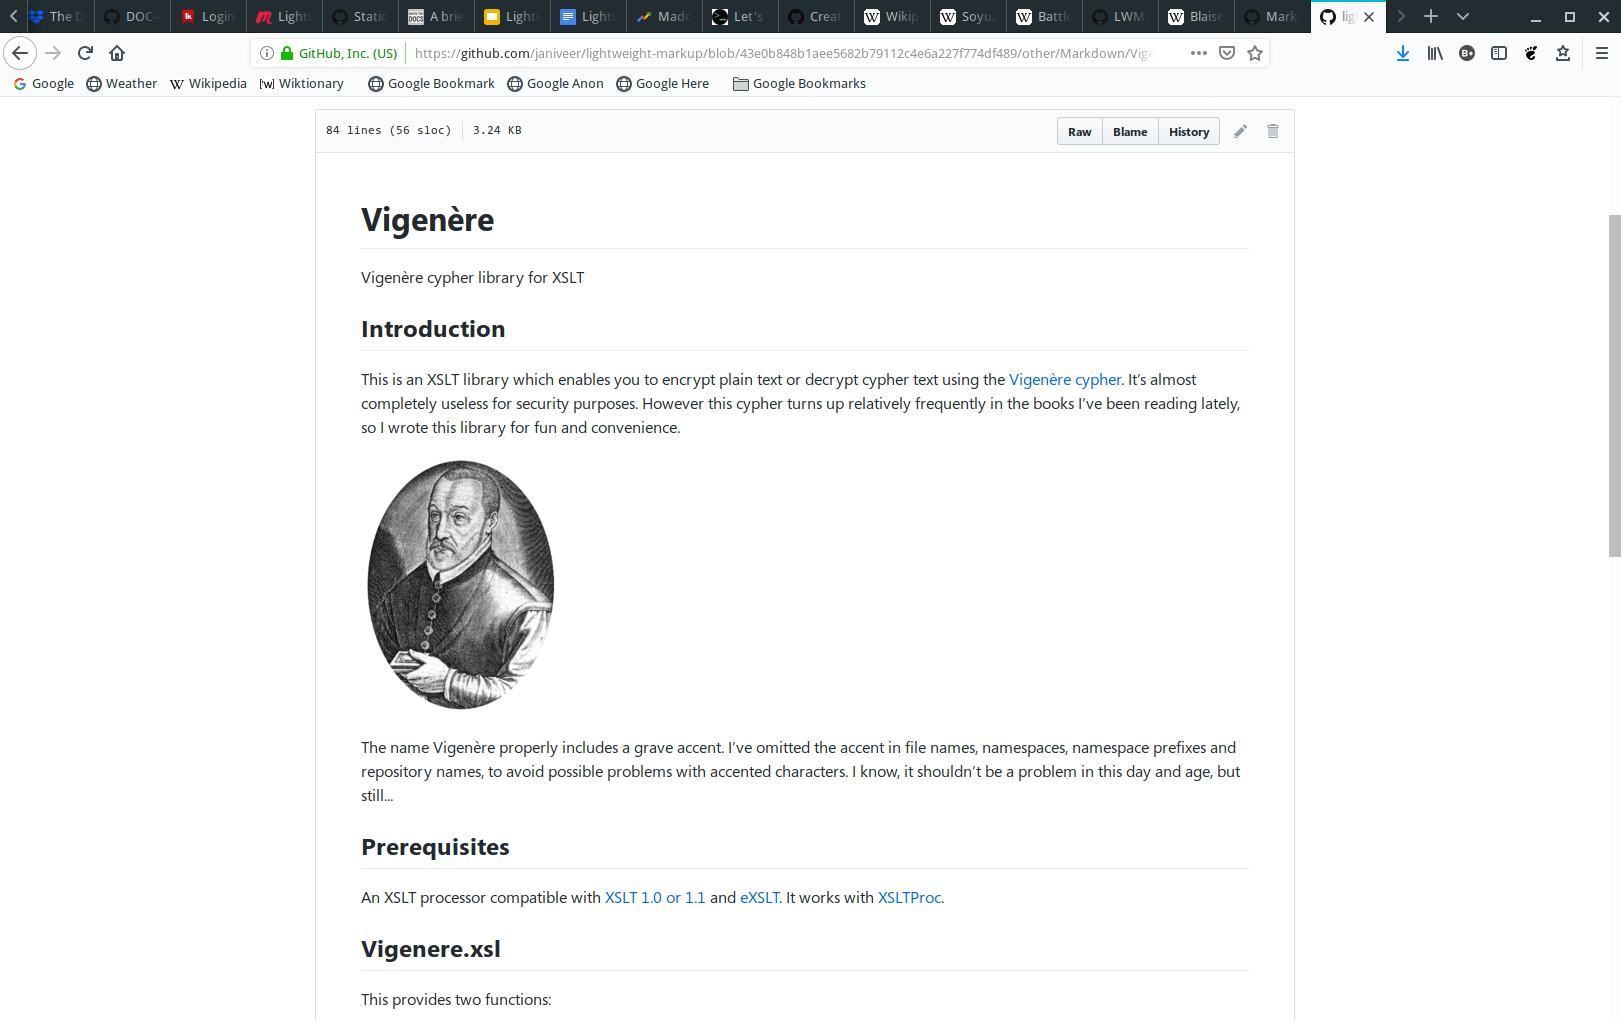 The D
DOC-
Login
Light
Static
A brie
Light
Light
Mado
Let's
Creat
Wikip
Soyuz
Battle
LWM
Blaise
Mark
lig
GitHub, Inc. (US)
https://github.com/janiveer/lightweight-markup/blob/43e0b848b1aee5682b79112c4e6a227f774df489/other/Markdown/Vige
Google
Weather
Wikipedia
Wiktionary
Google Bookmark
Google Anon
Google Here
Google Bookmarks
84 lines (56 sloc)
3.24 KB
Raw
Blame
History
Vigenère
Vigenère cypher library for XSLT
Introduction
This is an XSLT library which enables you to encrypt plain text or decrypt cypher text using the Vigenère cypher. It’s almost
completely useless for security purposes. However this cypher turns up relatively frequently in the books I’ve been reading lately,
so I wrote this library for fun and convenience.
The name Vigenère properly includes a grave accent. I’ve omitted the accent in file names, namespaces, namespace prefixes and
repository names, to avoid possible problems with accented characters. I know, it shouldn’t be a problem in this day and age, but
still...
Prerequisites
An XSLT processor compatible with XSLT 1.0 or 1.1 and eXSLT. It works with XSLTProc.
Vigenere.xsl
This provides two functions: